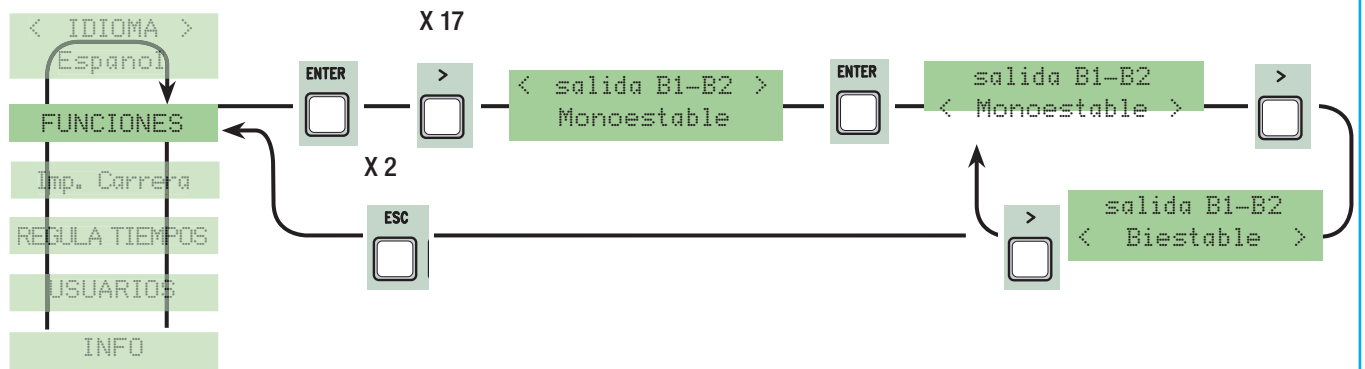 < IDIOMA >
Espanol
FUNCIONES
Imp. Carrera
REGULA TIEMPOS
USUARIOS
INFO
X 17
ENTER
>
< salida B1-B2 >
Monoestable
ENTER
salida B1-B2
< Monoestable >
>
X 2
ESC
>
salida B1-B2
< Biestable >